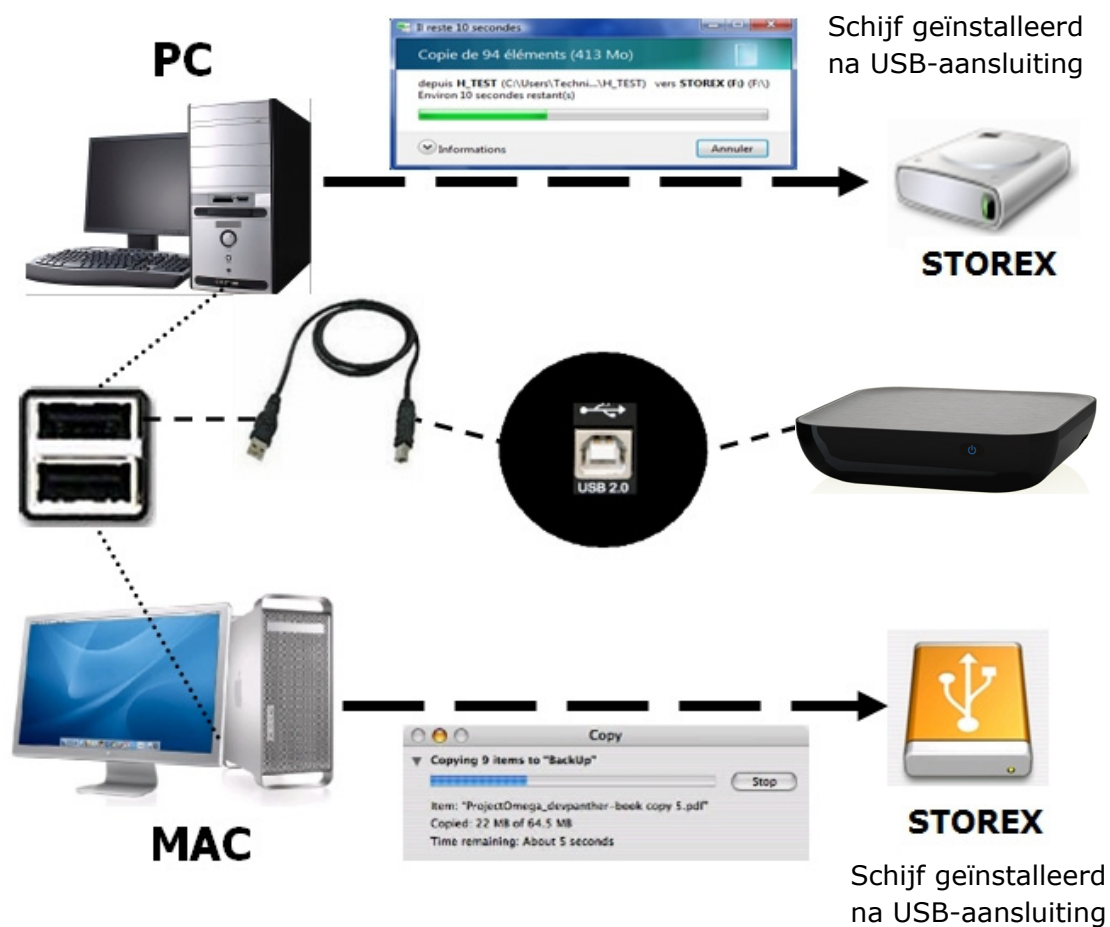 PC
Il reste 10 secondes
Copie de 94 éléments (413 Mo)
depuis H_TEST (C:\Users\Techni...\H_TEST) vers STOREX (F:) (F:\)
Environ 10 secondes restant(s)
Informations
Annuler
Schijf geïnstalleerd
na USB-aansluiting
STOREX
USB 2.0
MAC
Copy
Copying 9 items to "BackUp"
Stop
Item: "ProjectOmega_devpanther-book copy 5.pdf"
Copied: 22 MB of 64.5 MB
Time remaining: About 5 seconds
STOREX
Schijf geïnstalleerd
na USB-aansluiting